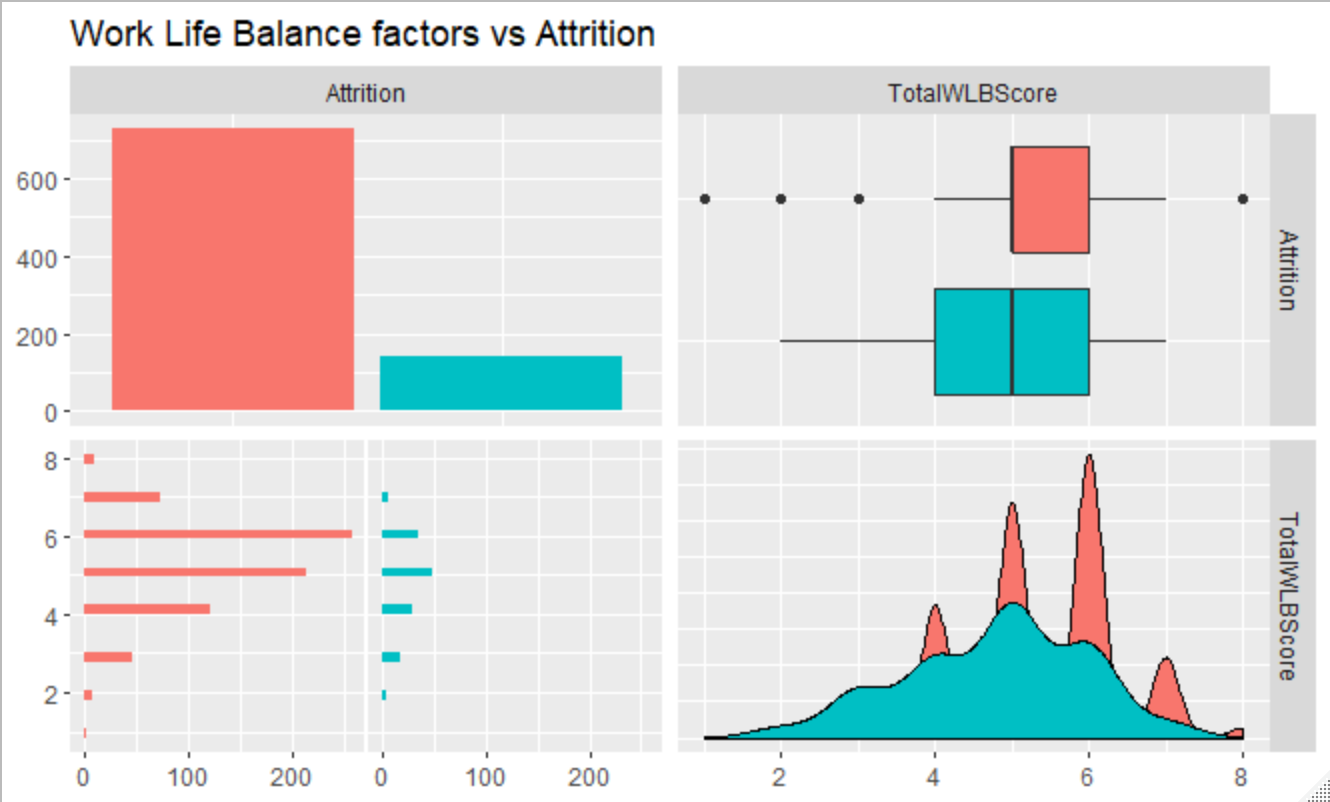 Work Life Balance factors vs Attrition
Attrition
TotalWLBScore
600
400
200
0
Attrition
8
6
4
2
TotalWLBScore
0 100 200 0 100 200 2 4 6 8